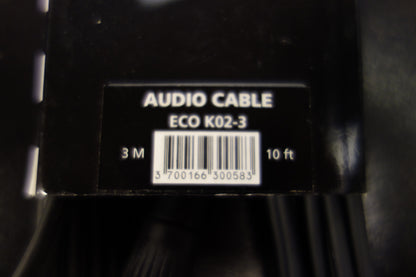 AUDIO CABLE
ECO K02-3
3 M 10 ft
3 700166 300583